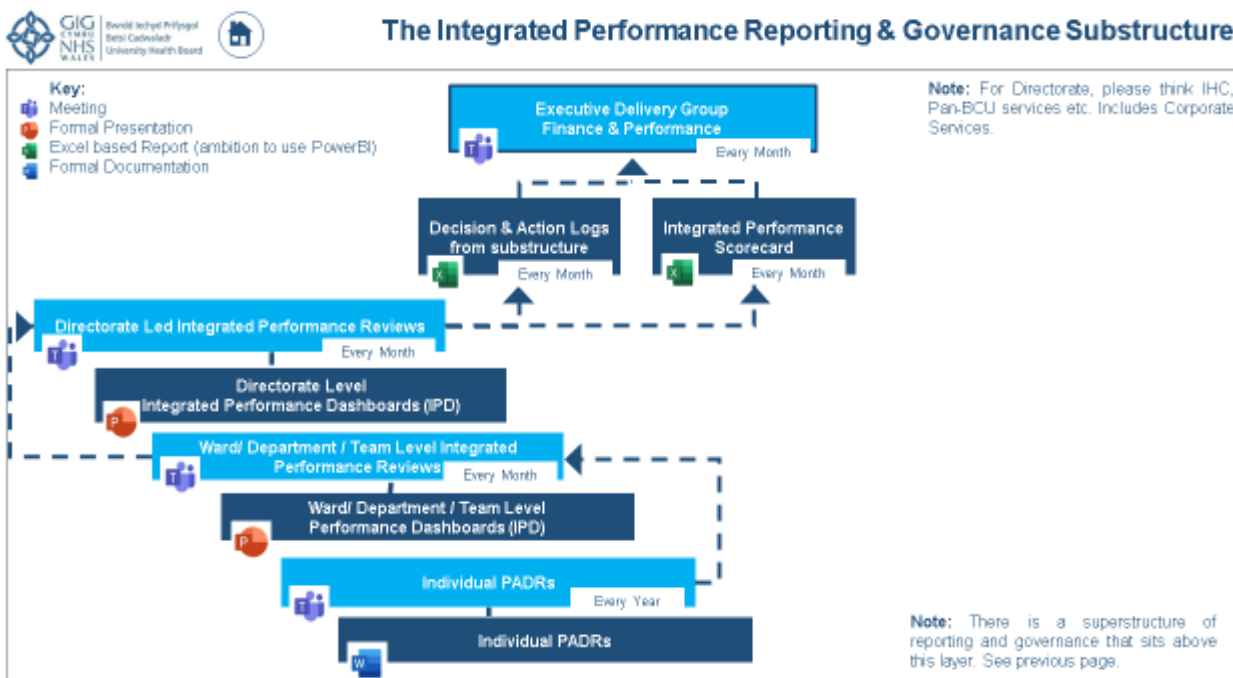 GIG
CYMRU
NHS
WALES
Bwrdd Iechyd Prifysgol
Betsi Cadwaladr
University Health Board
The Integrated Performance Reporting & Governance Substructure
Key:
Meeting
Formal Presentation
Excel based Report (ambition to use PowerBI)
Formal Documentation
Note: For Directorate, please think IHC,
Pan-BCU services etc. Includes Corporate
Services.
Executive Delivery Group
Finance & Performance
Every Month
Decision & Action Logs
from substructure
Every Month
Integrated Performance
Scorecard
Every Month
Directorate Led Integrated Performance Reviews
Every Month
Directorate Level
Integrated Performance Dashboards (IPD)
Ward/ Department / Team Level Integrated
Performance Reviews
Every Month
Ward/ Department / Team Level
Performance Dashboards (IPD)
Individual PADRs
Every Year
Individual PADRs
Note: There is a superstructure of
reporting and governance that sits above
this layer. See previous page.